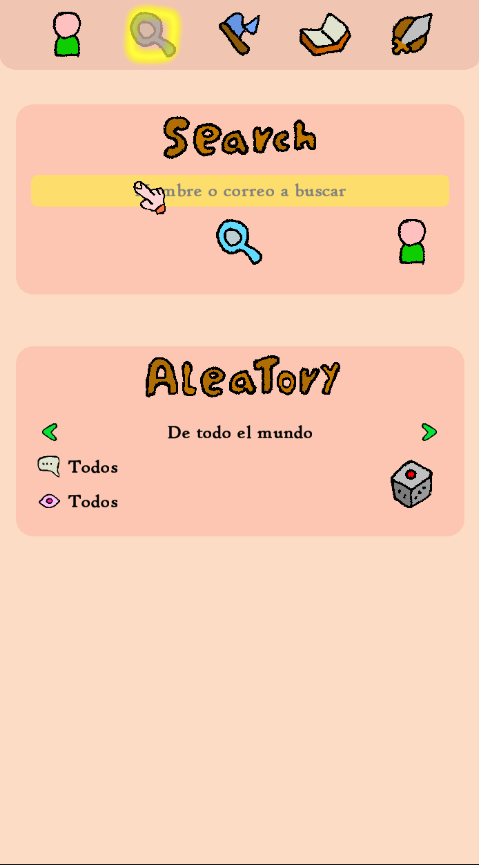 Search
mbre o correo a buscar
Aleatory
De todo el mundo
Todos
Todos